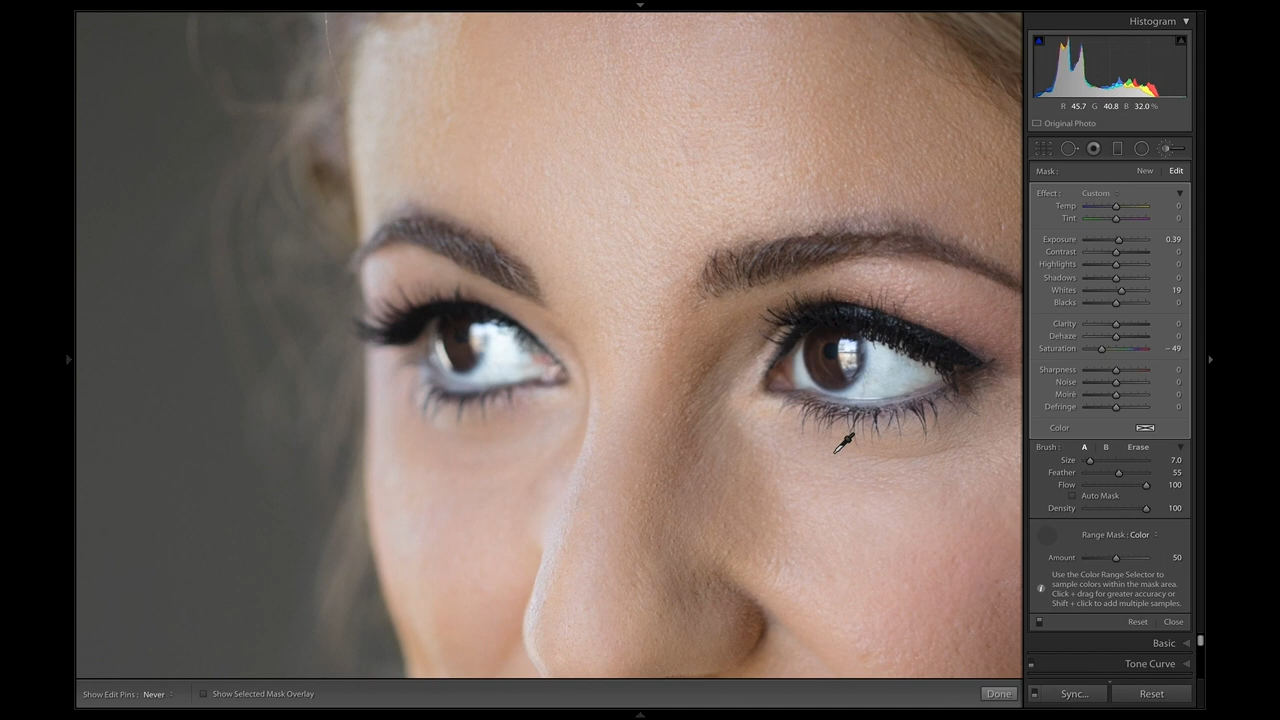 Histogram
R 45.7 G 40.8 B 32.0 %
Original Photo
Mask : New Edit
Effect : Custom
Temp 0
Tint 0
Exposure 0.39
Contrast 0
Highlights 0
Shadows 0
Whites 19
Blacks 0
Clarity 0
Dehaze 0
Saturation – 49
Sharpness 0
Noise 0
Moiré 0
Defringe 0
Color
Brush : A B Erase
Size 7.0
Feather 55
Flow 100
Auto Mask
Density 100
Range Mask : Color
Amount 50
Use the Color Range Selector to
sample colors within the mask area.
Click + drag for greater accuracy or
Shift + click to add multiple samples.
Reset Close
Basic
Tone Curve
Show Edit Pins : Never Show Selected Mask Overlay Done Sync... Reset